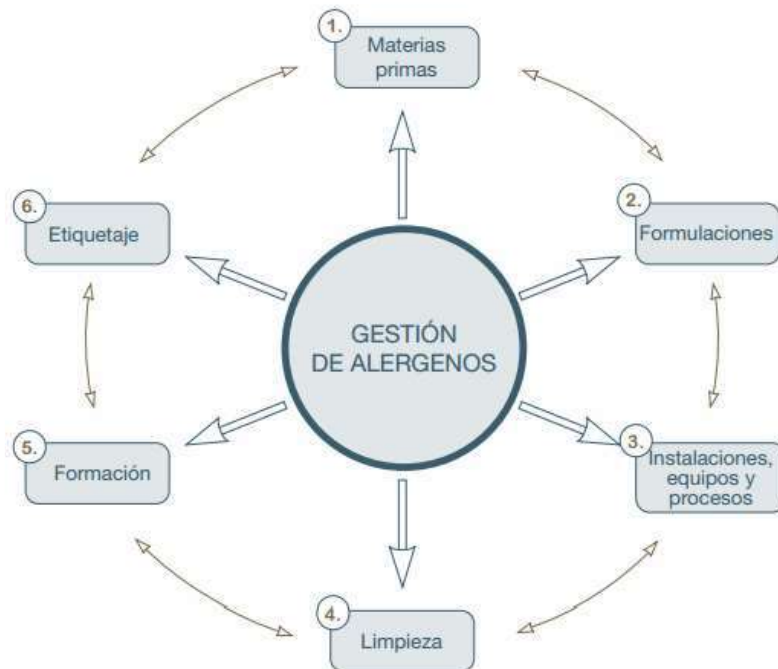 1.
Materias
primas
2.
Formulaciones
3.
Instalaciones,
equipos y
procesos
4.
Limpieza
5.
Formación
6.
Etiquetaje
GESTIÓN
DE ALERGENOS